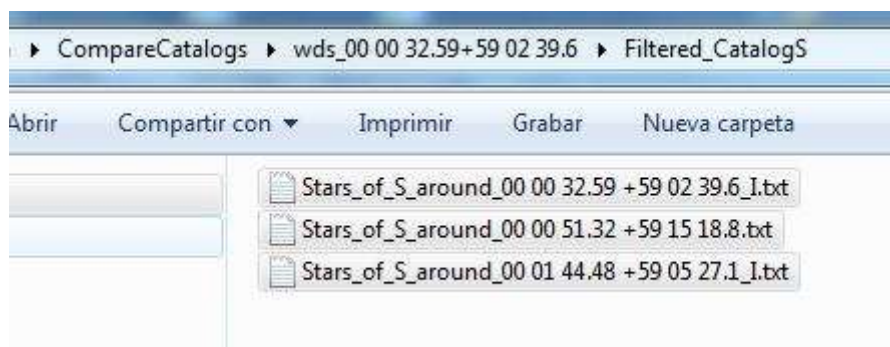 ▸ CompareCatalogs ▸ wds_00 00 32.59+59 02 39.6 ▸ Filtered_CatalogS
Abrir Compartir con ▼ Imprimir Grabar Nueva carpeta
Stars_of_S_around_00 00 32.59 +59 02 39.6_I.txt
Stars_of_S_around_00 00 51.32 +59 15 18.8.txt
Stars_of_S_around_00 01 44.48 +59 05 27.1_I.txt